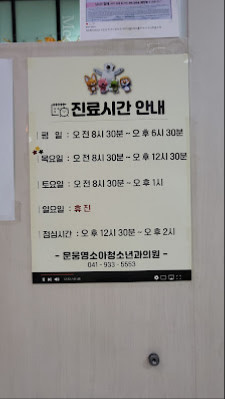 진료시간 안내
평 일 : 오전 8시 30분 ~ 오후 6시 30분
목요일 : 오전 8시 30분 ~ 오후 12시 30분
토요일 : 오전 8시 30분 ~ 오후 1시
일요일 : 휴 진
점심시간 : 오후 12시 30분 ~ 오후 2시
- 문웅영소아청소년과의원 -
041 - 933 - 5553